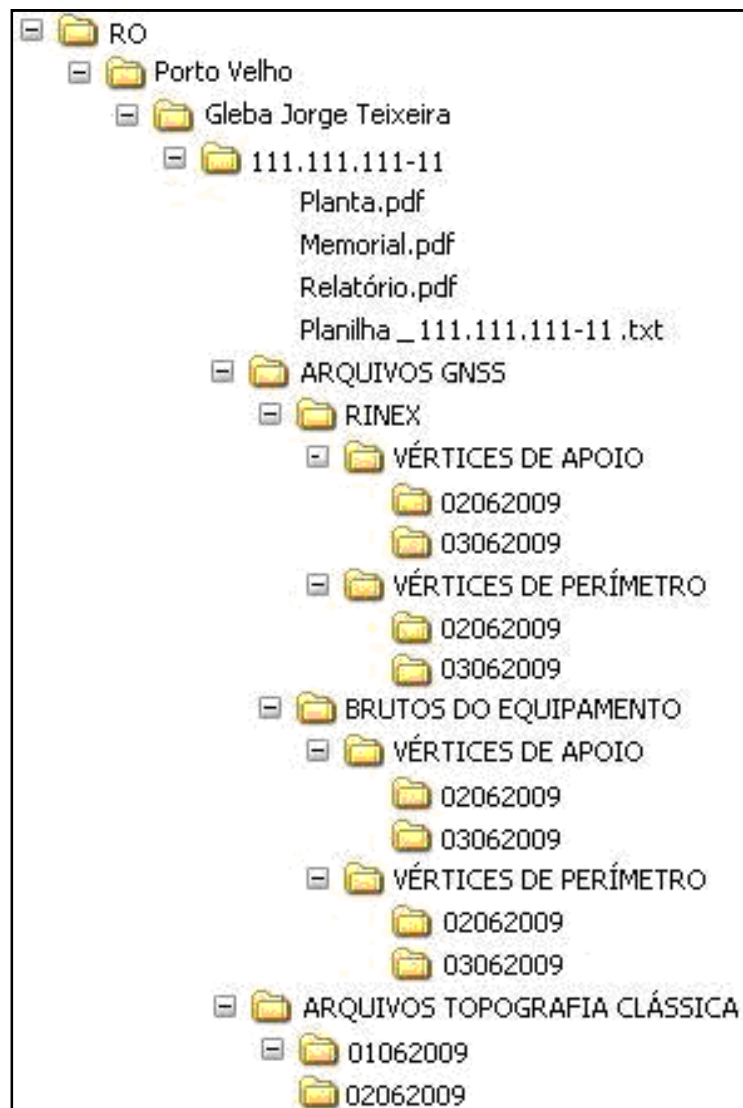 RO
Porto Velho
Gleba Jorge Teixeira
111.111.111-11
Planta.pdf
Memorial.pdf
Relatório.pdf
Planilha _ 111.111.111-11 .txt
ARQUIVOS GNSS
RINEX
VÉRTICES DE APOIO
02062009
03062009
VÉRTICES DE PERÍMETRO
02062009
03062009
BRUTOS DO EQUIPAMENTO
VÉRTICES DE APOIO
02062009
03062009
VÉRTICES DE PERÍMETRO
02062009
03062009
ARQUIVOS TOPOGRAFIA CLÁSSICA
01062009
02062009